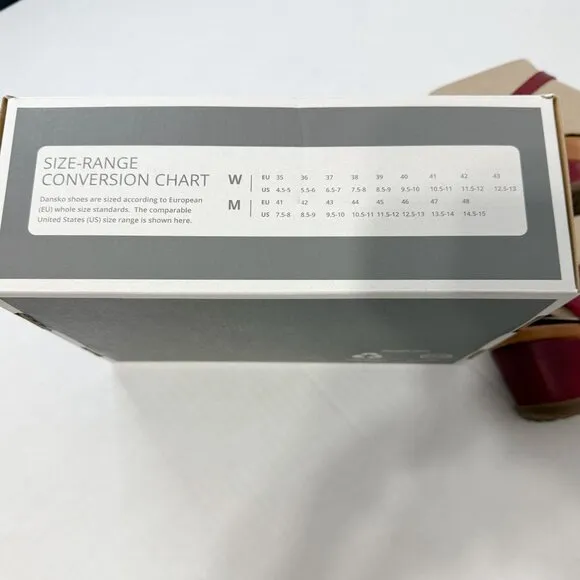 SIZE-RANGE
CONVERSION CHART
Dansko shoes are sized according to European
(EU) whole size standards. The comparable
United States (US) size range is shown here.
W EU 35 36 37 38 39 40 41 42 43
US 4.5-5 5.5-6 6.5-7 7.5-8 8.5-9 9.5-10 10.5-11 11.5-12 12.5-13
M EU 41 42 43 44 45 46 47 48
US 7.5-8 8.5-9 9.5-10 10.5-11 11.5-12 12.5-13 13.5-14 14.5-15